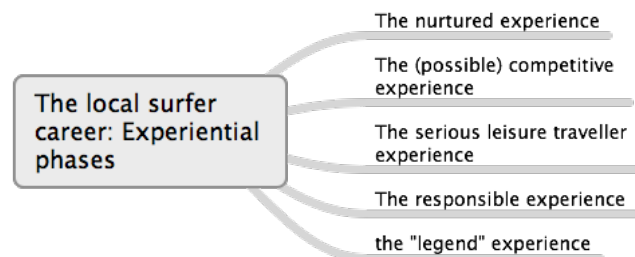 The local surfer
career: Experiential
phases
The nurtured experience
The (possible) competitive
experience
The serious leisure traveller
experience
The responsible experience
the "legend" experience